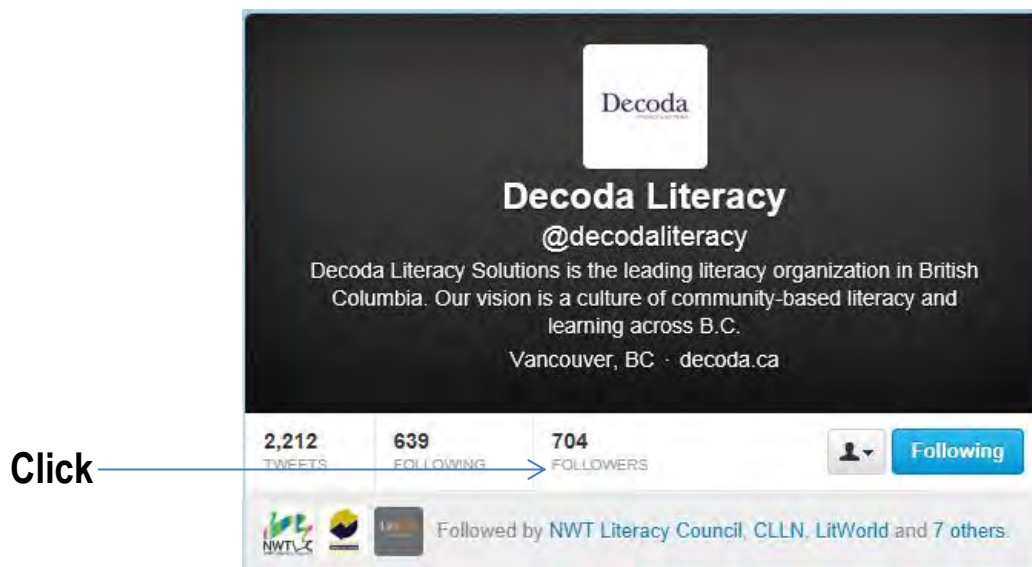 Decoda
Decoda Literacy
@decodaliteracy
Decoda Literacy Solutions is the leading literacy organization in British
Columbia. Our vision is a culture of community-based literacy and
learning across B.C.
Vancouver, BC · decoda.ca
2,212 639 704
TWEETS FOLLOWING FOLLOWERS
Following
Click
NWT
Followed by NWT Literacy Council, CLLN, LitWorld and 7 others.